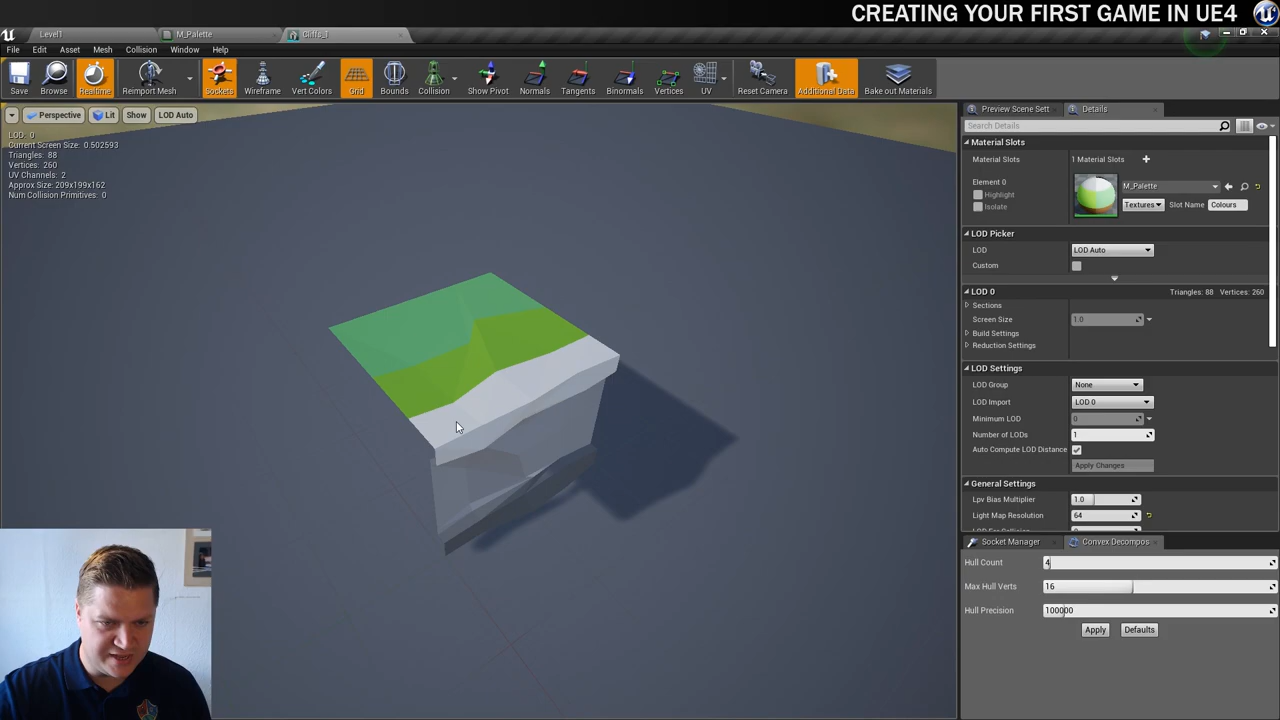 CREATING YOUR FIRST GAME IN UE4
Level1
M_Palette
Cliffs_1
File Edit Asset Mesh Collision Window Help
Save Browse Realtime Reimport Mesh Sockets Wireframe Vert Colors Grid Bounds Collision Show Pivot Normals Tangents Binormals Vertices UV Reset Camera Additional Data Bake out Materials
Perspective Lit Show LOD Auto
LOD: 0
Current Screen Size: 0.502593
Triangles: 88
Vertices: 260
UV Channels: 2
Approx Size: 209x199x162
Num Collision Primitives: 0
Preview Scene Sett Details
Search Details
Material Slots
Material Slots 1 Material Slots
Element 0
Highlight
Isolate
M_Palette
Textures Slot Name Colours
LOD Picker
LOD LOD Auto
Custom
LOD 0 Triangles: 88 Vertices: 260
Sections
Screen Size 1.0
Build Settings
Reduction Settings
LOD Settings
LOD Group None
LOD Import LOD 0
Minimum LOD 0
Number of LODs 1
Auto Compute LOD Distance
Apply Changes
General Settings
Lpv Bias Multiplier 1.0
Light Map Resolution 64
Socket Manager Convex Decompos
Hull Count 4
Max Hull Verts 16
Hull Precision 100000
Apply Defaults